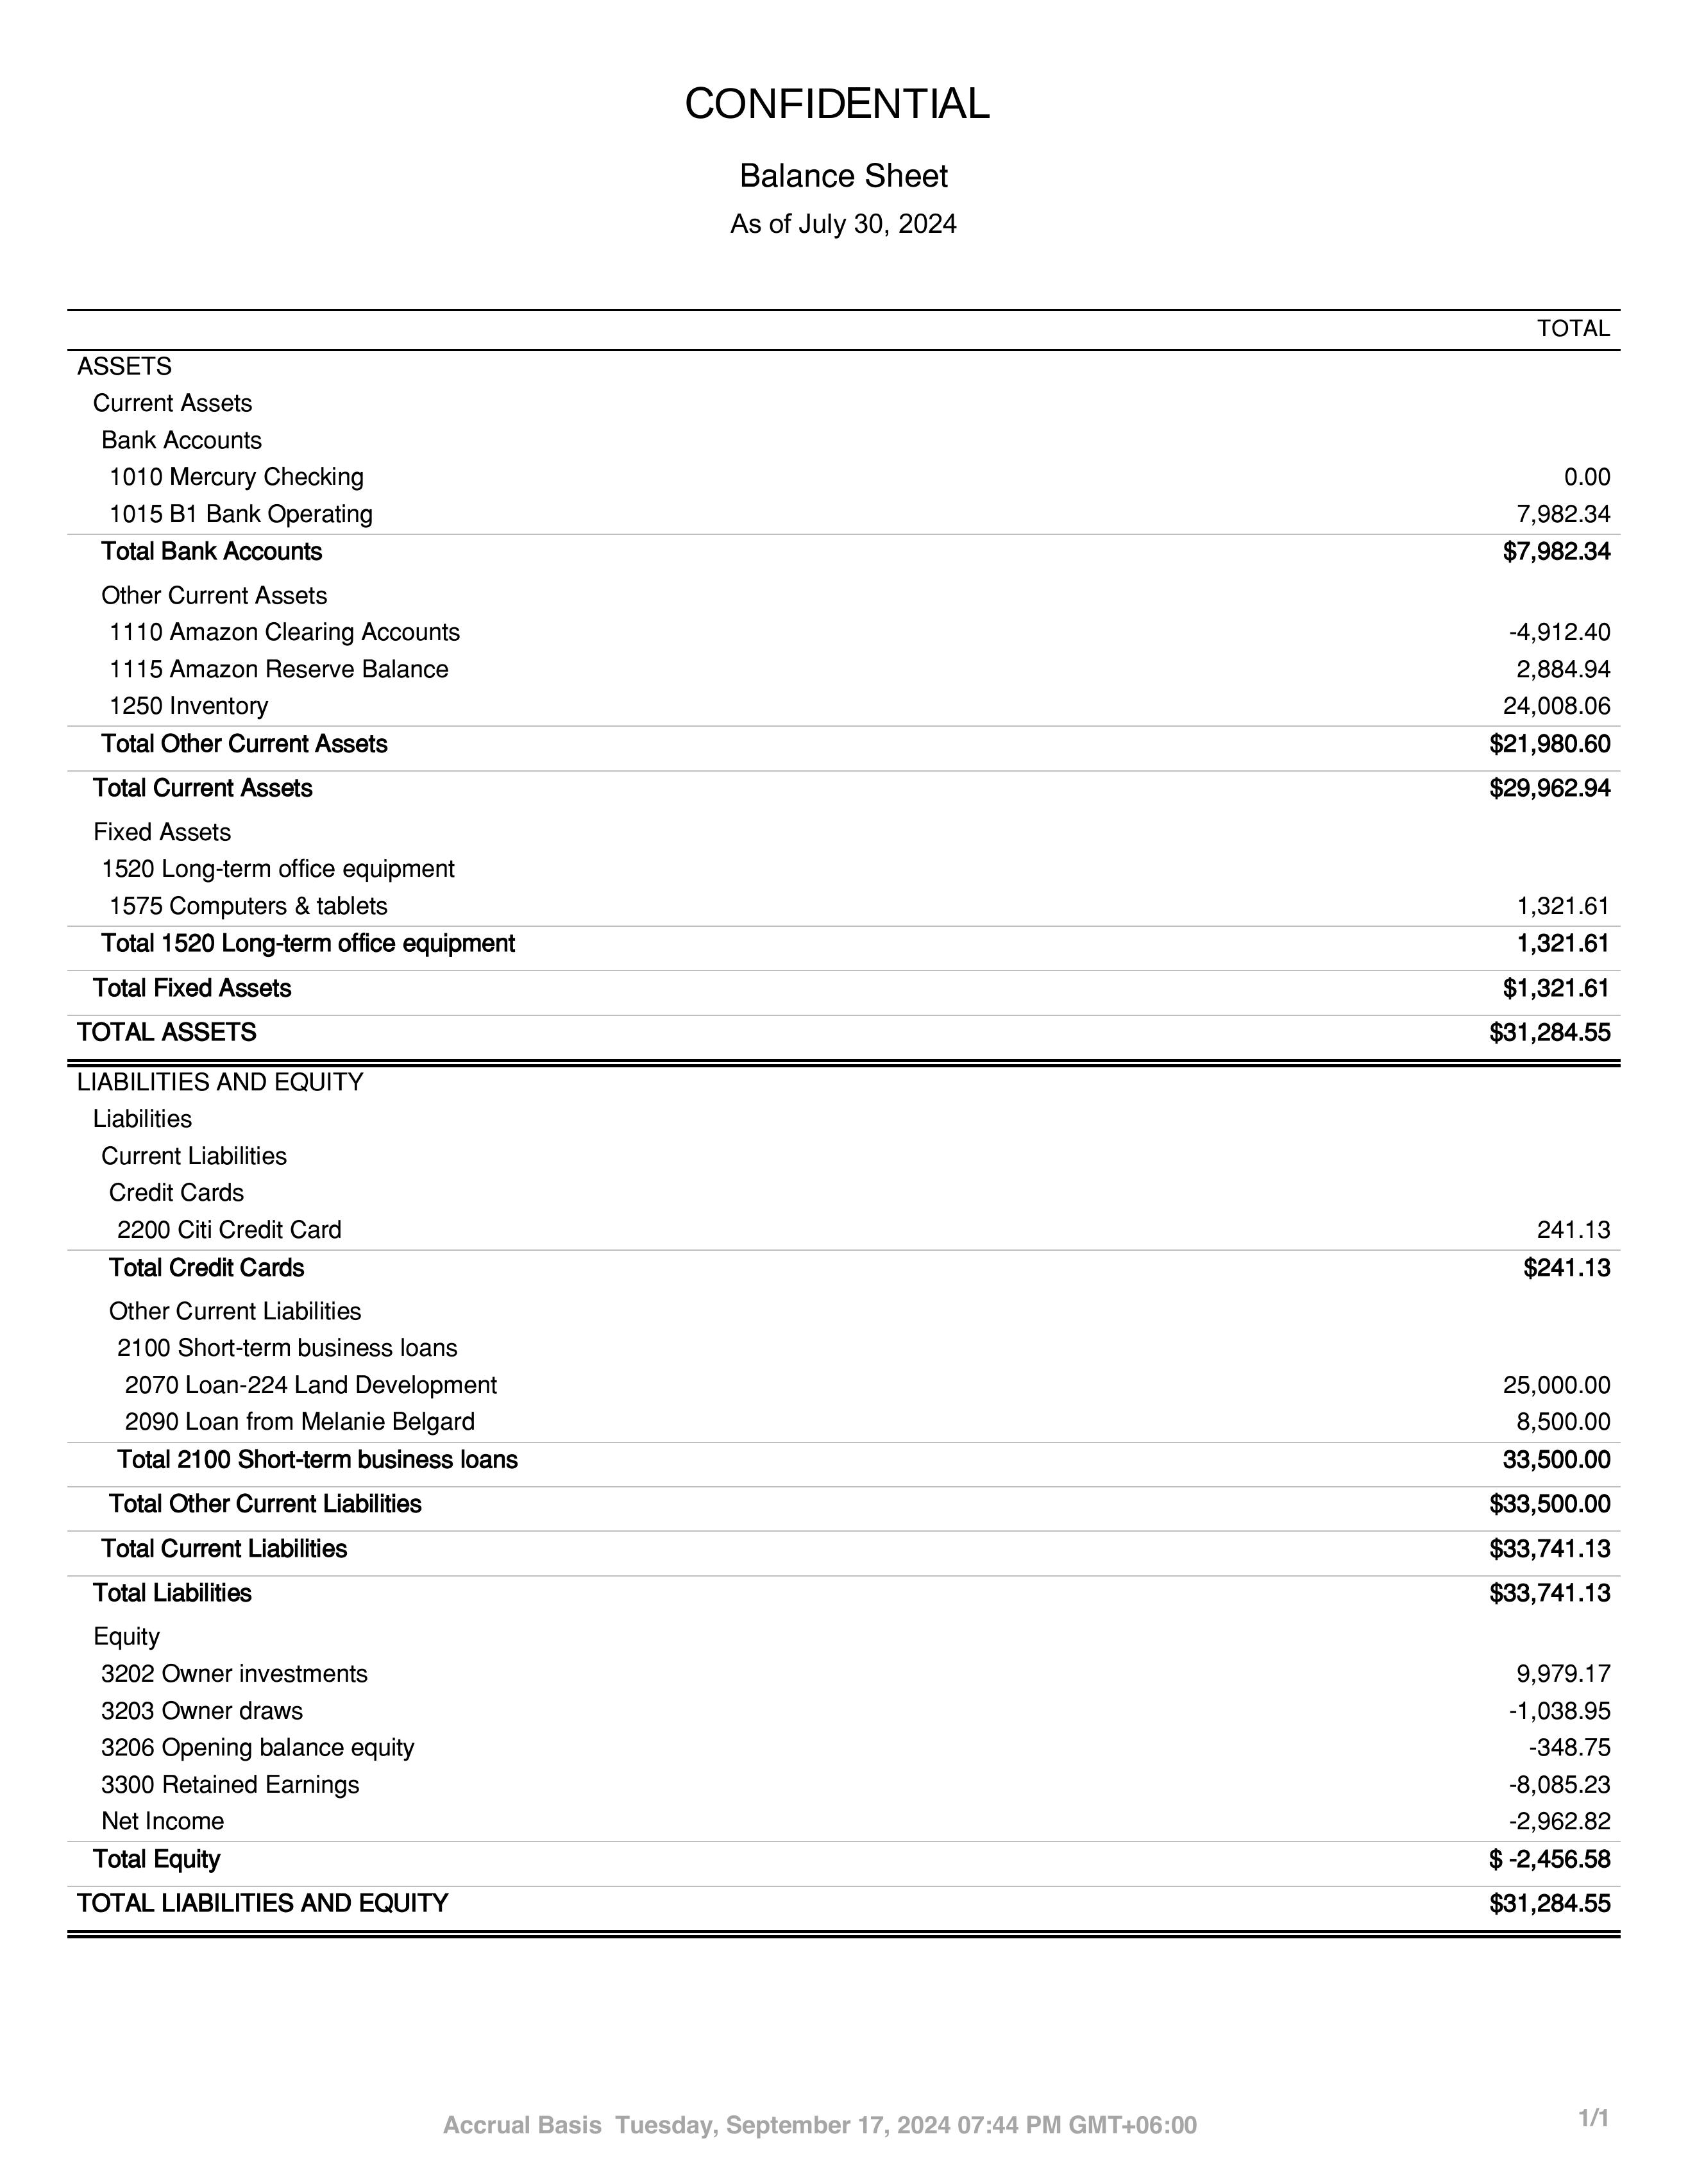 CONFIDENTIAL
Balance Sheet
As of July 30, 2024
TOTAL
ASSETS
Current Assets
Bank Accounts
1010 Mercury Checking 0.00
1015 B1 Bank Operating 7,982.34
Total Bank Accounts $7,982.34
Other Current Assets
1110 Amazon Clearing Accounts -4,912.40
1115 Amazon Reserve Balance 2,884.94
1250 Inventory 24,008.06
Total Other Current Assets $21,980.60
Total Current Assets $29,962.94
Fixed Assets
1520 Long-term office equipment
1575 Computers & tablets 1,321.61
Total 1520 Long-term office equipment 1,321.61
Total Fixed Assets $1,321.61
TOTAL ASSETS $31,284.55
LIABILITIES AND EQUITY
Liabilities
Current Liabilities
Credit Cards
2200 Citi Credit Card 241.13
Total Credit Cards $241.13
Other Current Liabilities
2100 Short-term business loans
2070 Loan-224 Land Development 25,000.00
2090 Loan from Melanie Belgard 8,500.00
Total 2100 Short-term business loans 33,500.00
Total Other Current Liabilities $33,500.00
Total Current Liabilities $33,741.13
Total Liabilities $33,741.13
Equity
3202 Owner investments 9,979.17
3203 Owner draws -1,038.95
3206 Opening balance equity -348.75
3300 Retained Earnings -8,085.23
Net Income -2,962.82
Total Equity $ -2,456.58
TOTAL LIABILITIES AND EQUITY $31,284.55
Accrual Basis Tuesday, September 17, 2024 07:44 PM GMT+06:00 1/1